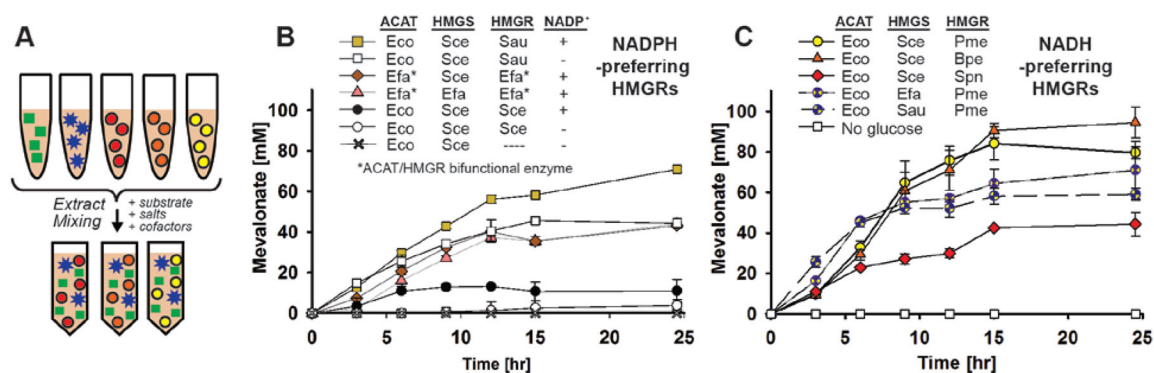 A
Extract
Mixing
+ substrate
+ salts
+ cofactors
B
ACAT HMGS HMGR NADP+
Eco Sce Sau +
Eco Sce Sau -
Efa* Sce Efa* +
Efa* Efa Efa* +
Eco Sce Sce +
Eco Sce Sce -
Eco Sce ---- -
*ACAT/HMGR bifunctional enzyme
NADPH
-preferring
HMGRs
Mevalonate [mM]
100
80
60
40
20
0
0 5 10 15 20 25
Time [hr]
C
ACAT HMGS HMGR
Eco Sce Pme
Eco Sce Bpe
Eco Sce Spn
Eco Efa Pme
Eco Sau Pme
No glucose
NADH
-preferring
HMGRs
Mevalonate [mM]
100
80
60
40
20
0
0 5 10 15 20 25
Time [hr]